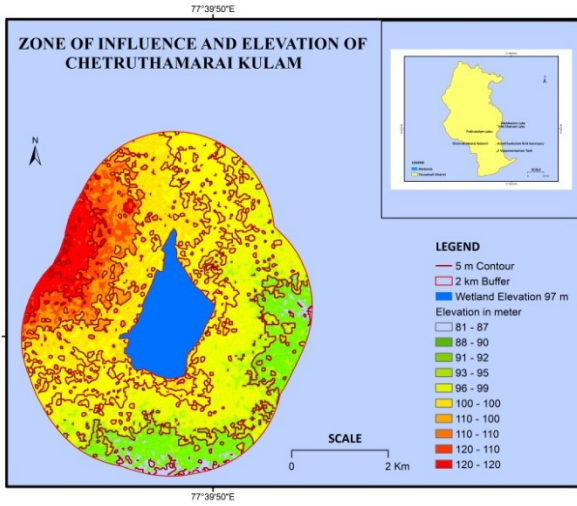 77°39'50"E
ZONE OF INFLUENCE AND ELEVATION OF
CHETRUTHAMARAI KULAM
N
LEGEND
SCALE
LEGEND
5 m Contour
2 km Buffer
Wetland Elevation 97 m
Elevation in meter
81 - 87
88 - 90
91 - 92
93 - 95
96 - 99
100 - 100
110 - 100
110 - 110
120 - 110
120 - 120
SCALE
0 2 Km
77°39'50"E